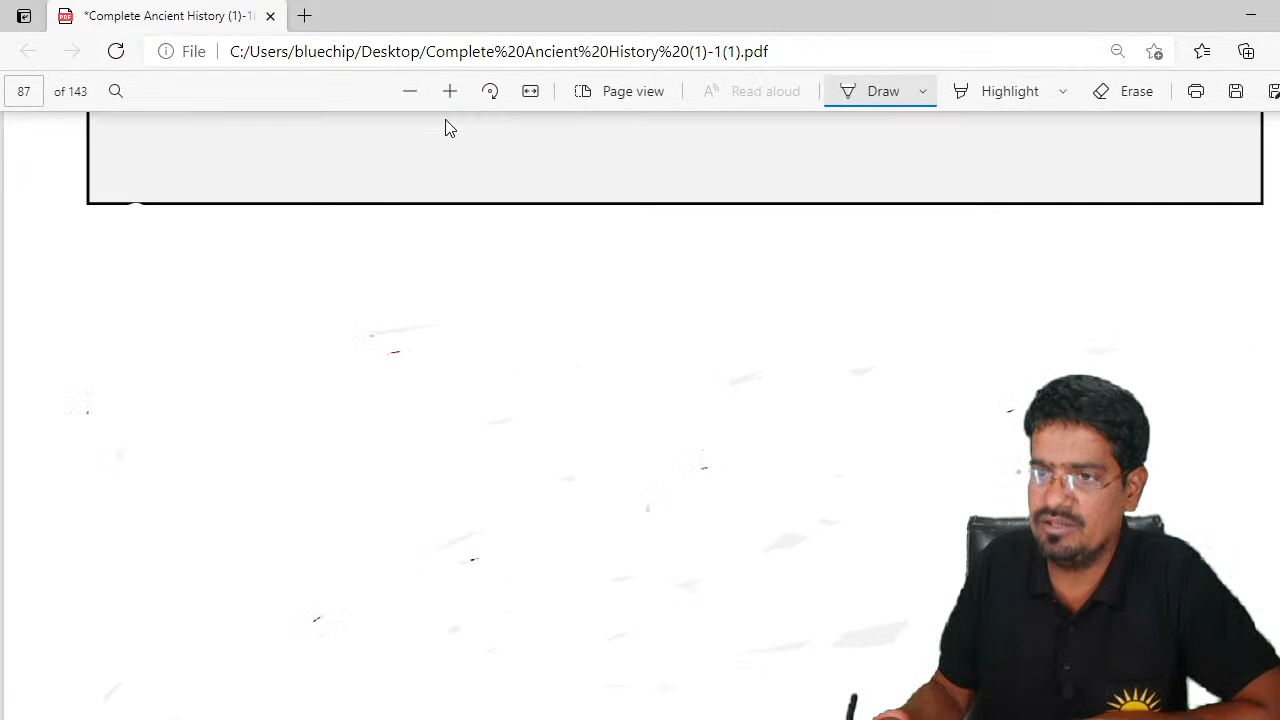 *Complete Ancient History (1)-1(
File
C:/Users/bluechip/Desktop/Complete%20Ancient%20History%20(1)-1(1).pdf
87 of 143
Page view
Read aloud
Draw
Highlight
Erase